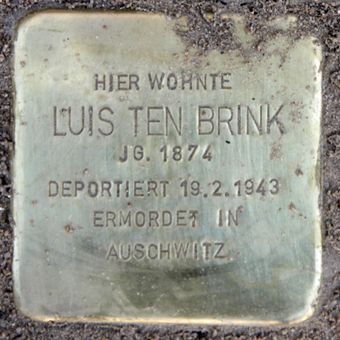 HIER WOHNTE
LUIS TEN BRINK
JG. 1874
DEPORTIERT 19.2.1943
ERMORDET IN
AUSCHWITZ